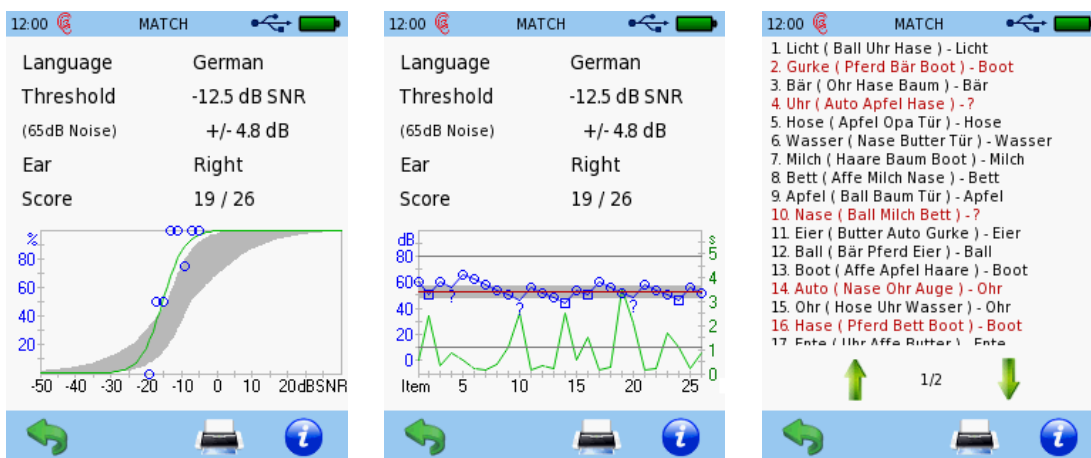 12:00 MATCH
Language German
Threshold -12.5 dB SNR
(65dB Noise) +/- 4.8 dB
Ear Right
Score 19 / 26
%
80
60
40
20
-50 -40 -30 -20 -10 0 10 20dBSNR
12:00 MATCH
Language German
Threshold -12.5 dB SNR
(65dB Noise) +/- 4.8 dB
Ear Right
Score 19 / 26
dB s
80 5
60 4
40 3
20 2
0 1
0
? ? ?
Item 5 10 15 20 25
12:00 MATCH
1. Licht ( Ball Uhr Hase ) - Licht
2. Gurke ( Pferd Bär Boot ) - Boot
3. Bär ( Ohr Hase Baum ) - Bär
4. Uhr ( Auto Apfel Hase ) - ?
5. Hose ( Apfel Opa Tür ) - Hose
6. Wasser ( Nase Butter Tür ) - Wasser
7. Milch ( Haare Baum Boot ) - Milch
8. Bett ( Affe Milch Nase ) - Bett
9. Apfel ( Ball Baum Tür ) - Apfel
10. Nase ( Ball Milch Bett ) - ?
11. Eier ( Butter Auto Gurke ) - Eier
12. Ball ( Bär Pferd Eier ) - Ball
13. Boot ( Affe Apfel Haare ) - Boot
14. Auto ( Nase Ohr Auge ) - Ohr
15. Ohr ( Hose Uhr Wasser ) - Ohr
16. Hase ( Pferd Bett Boot ) - Boot
17. Ente ( Uhr Affe Butter ) - Ente
1/2
i
i
i